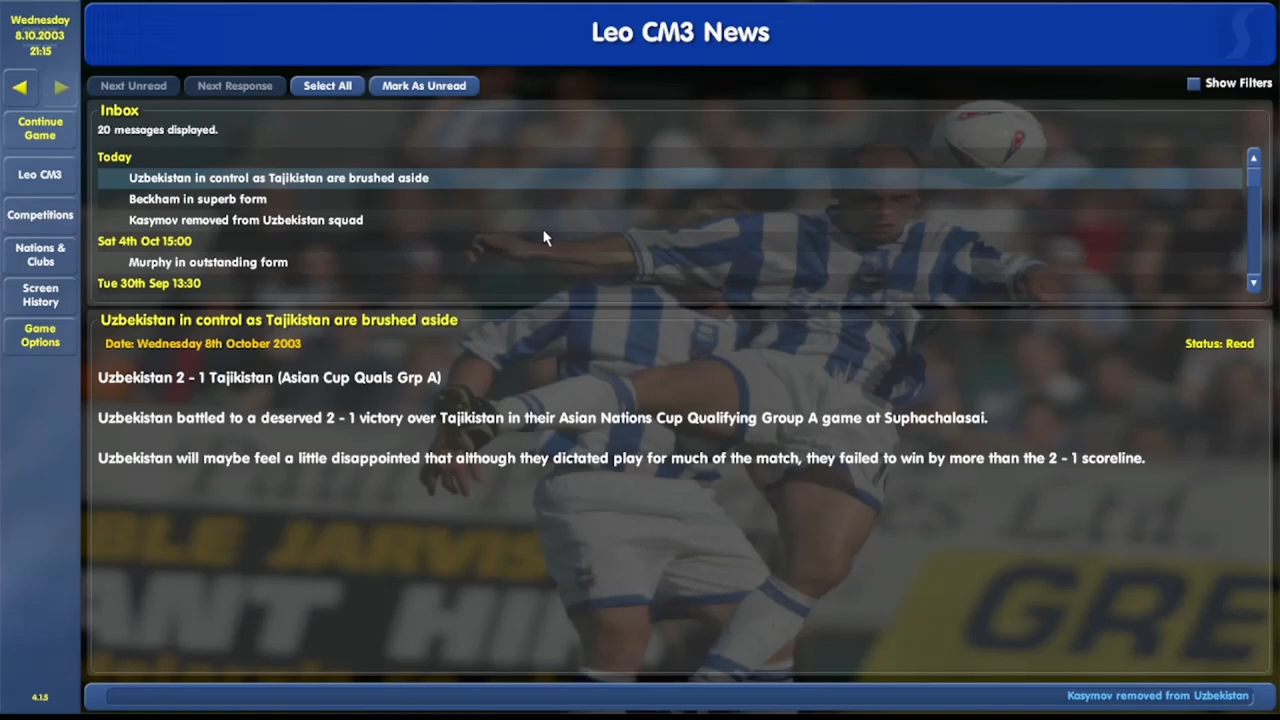 Wednesday
8.10.2003
21:15
Continue
Game
Leo CM3
Competitions
Nations &
Clubs
Screen
History
Game
Options
4.1.5
Leo CM3 News
Next Unread
Next Response
Select All
Mark As Unread
Show Filters
Inbox
20 messages displayed.
Today
Uzbekistan in control as Tajikistan are brushed aside
Beckham in superb form
Kasymov removed from Uzbekistan squad
Sat 4th Oct 15:00
Murphy in outstanding form
Tue 30th Sep 13:30
Uzbekistan in control as Tajikistan are brushed aside
Date: Wednesday 8th October 2003
Status: Read
Uzbekistan 2 - 1 Tajikistan (Asian Cup Quals Grp A)
Uzbekistan battled to a deserved 2 - 1 victory over Tajikistan in their Asian Nations Cup Qualifying Group A game at Suphachalasai.
Uzbekistan will maybe feel a little disappointed that although they dictated play for much of the match, they failed to win by more than the 2 - 1 scoreline.
JARVIS
ANT
GRE
Kasymov removed from Uzbekistan